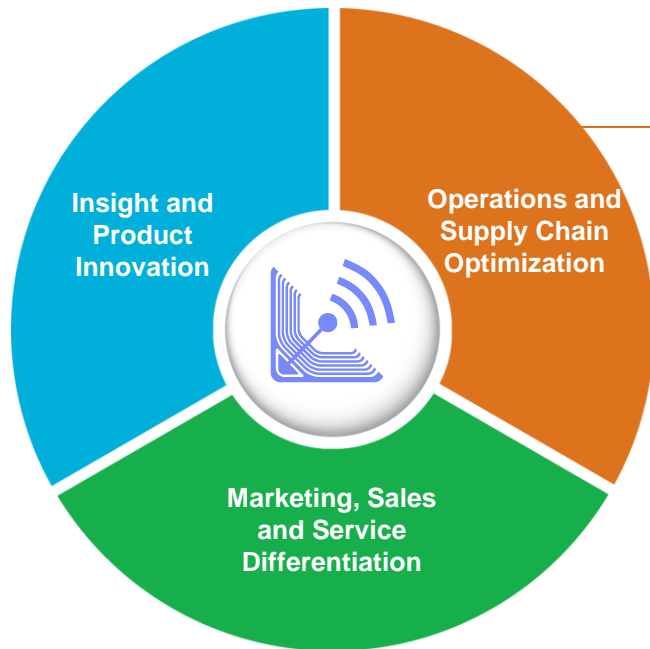 Insight and
Product
Innovation
Operations and
Supply Chain
Optimization
Marketing, Sales
and Service
Differentiation